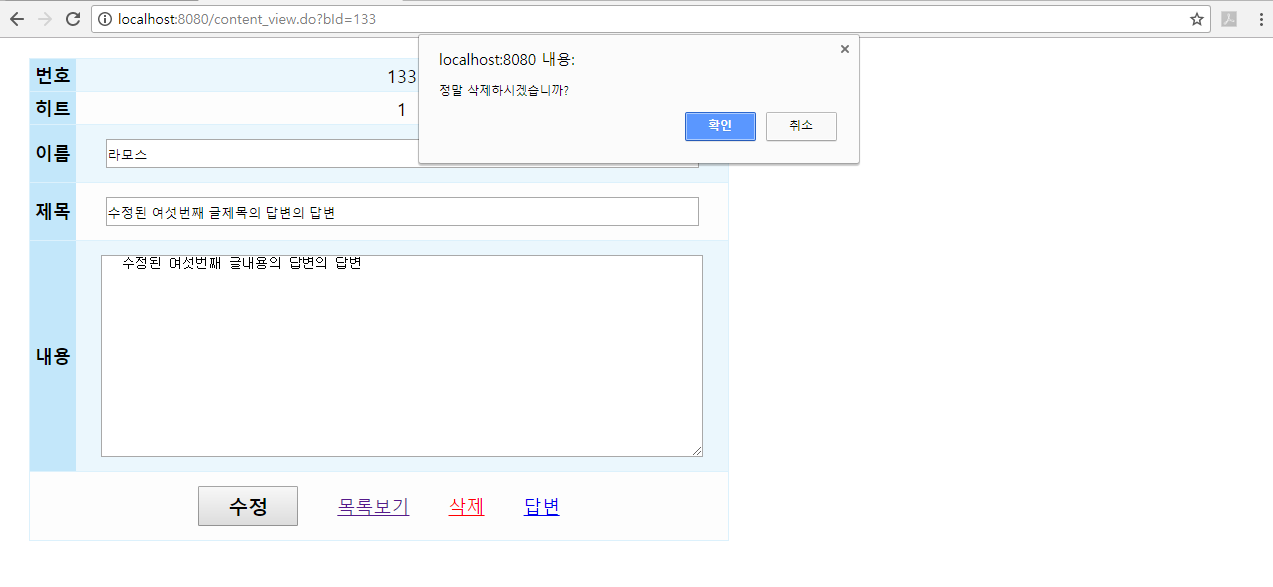 localhost:8080/content_view.do?bId=133
localhost:8080 내용:
정말 삭제하시겠습니까?
확인 취소
번호 133
히트 1
이름 라모스
제목 수정된 여섯번째 글제목의 답변의 답변
내용 수정된 여섯번째 글내용의 답변의 답변
수정 목록보기 삭제 답변